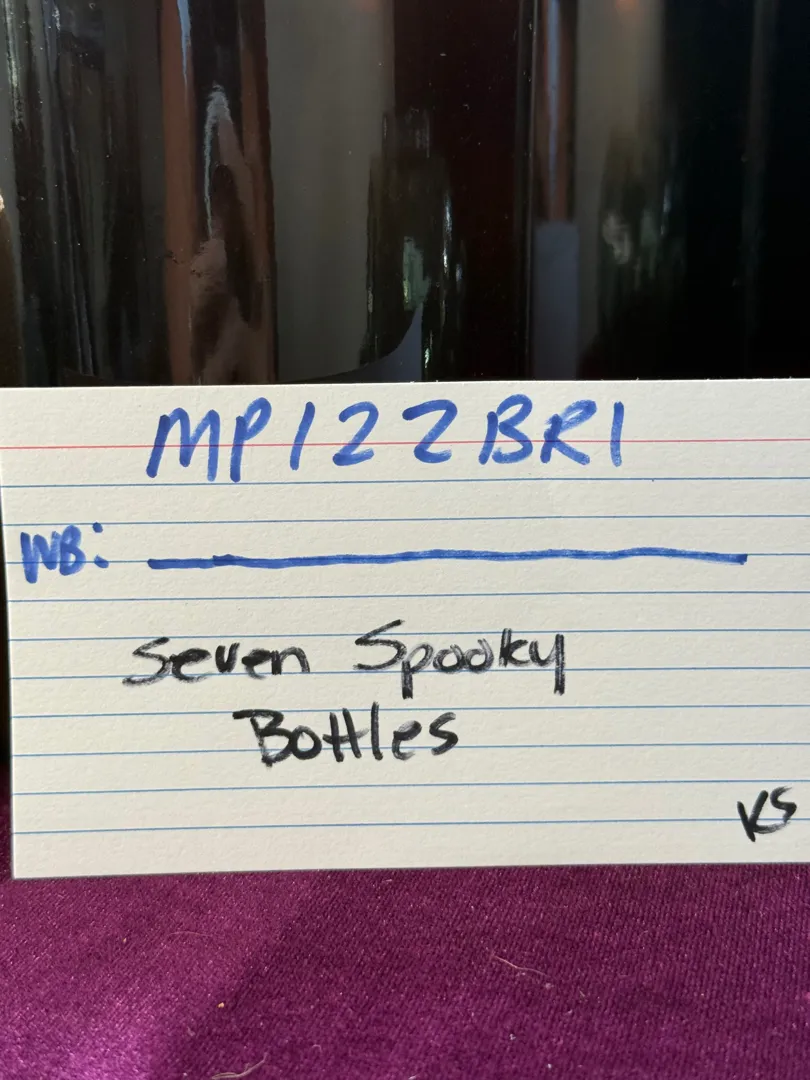 MP122BR1
WB:
Seven Spooky
Bottles
KS